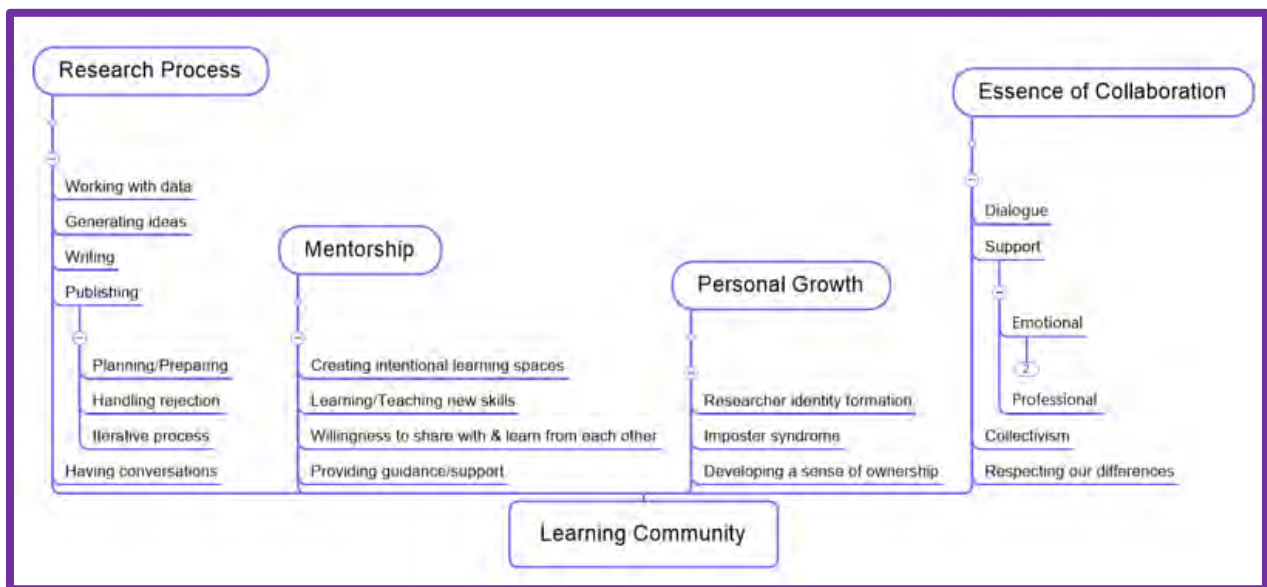 Research Process
Working with data
Generating ideas
Writing
Publishing
Planning/Preparing
Handling rejection
Iterative process
Having conversations
Mentorship
Creating intentional learning spaces
Learning/Teaching new skills
Willingness to share with & learn from each other
Providing guidance/support
Personal Growth
Researcher identity formation
Imposter syndrome
Developing a sense of ownership
Essence of Collaboration
Dialogue
Support
Emotional
2
Professional
Collectivism
Respecting our differences
Learning Community